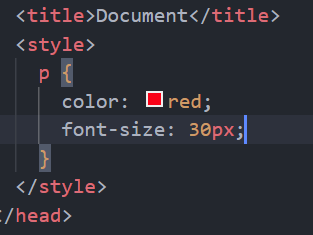 <title>Document</title>
<style>
p {
color: red;
font-size: 30px;
}
</style>
</head>